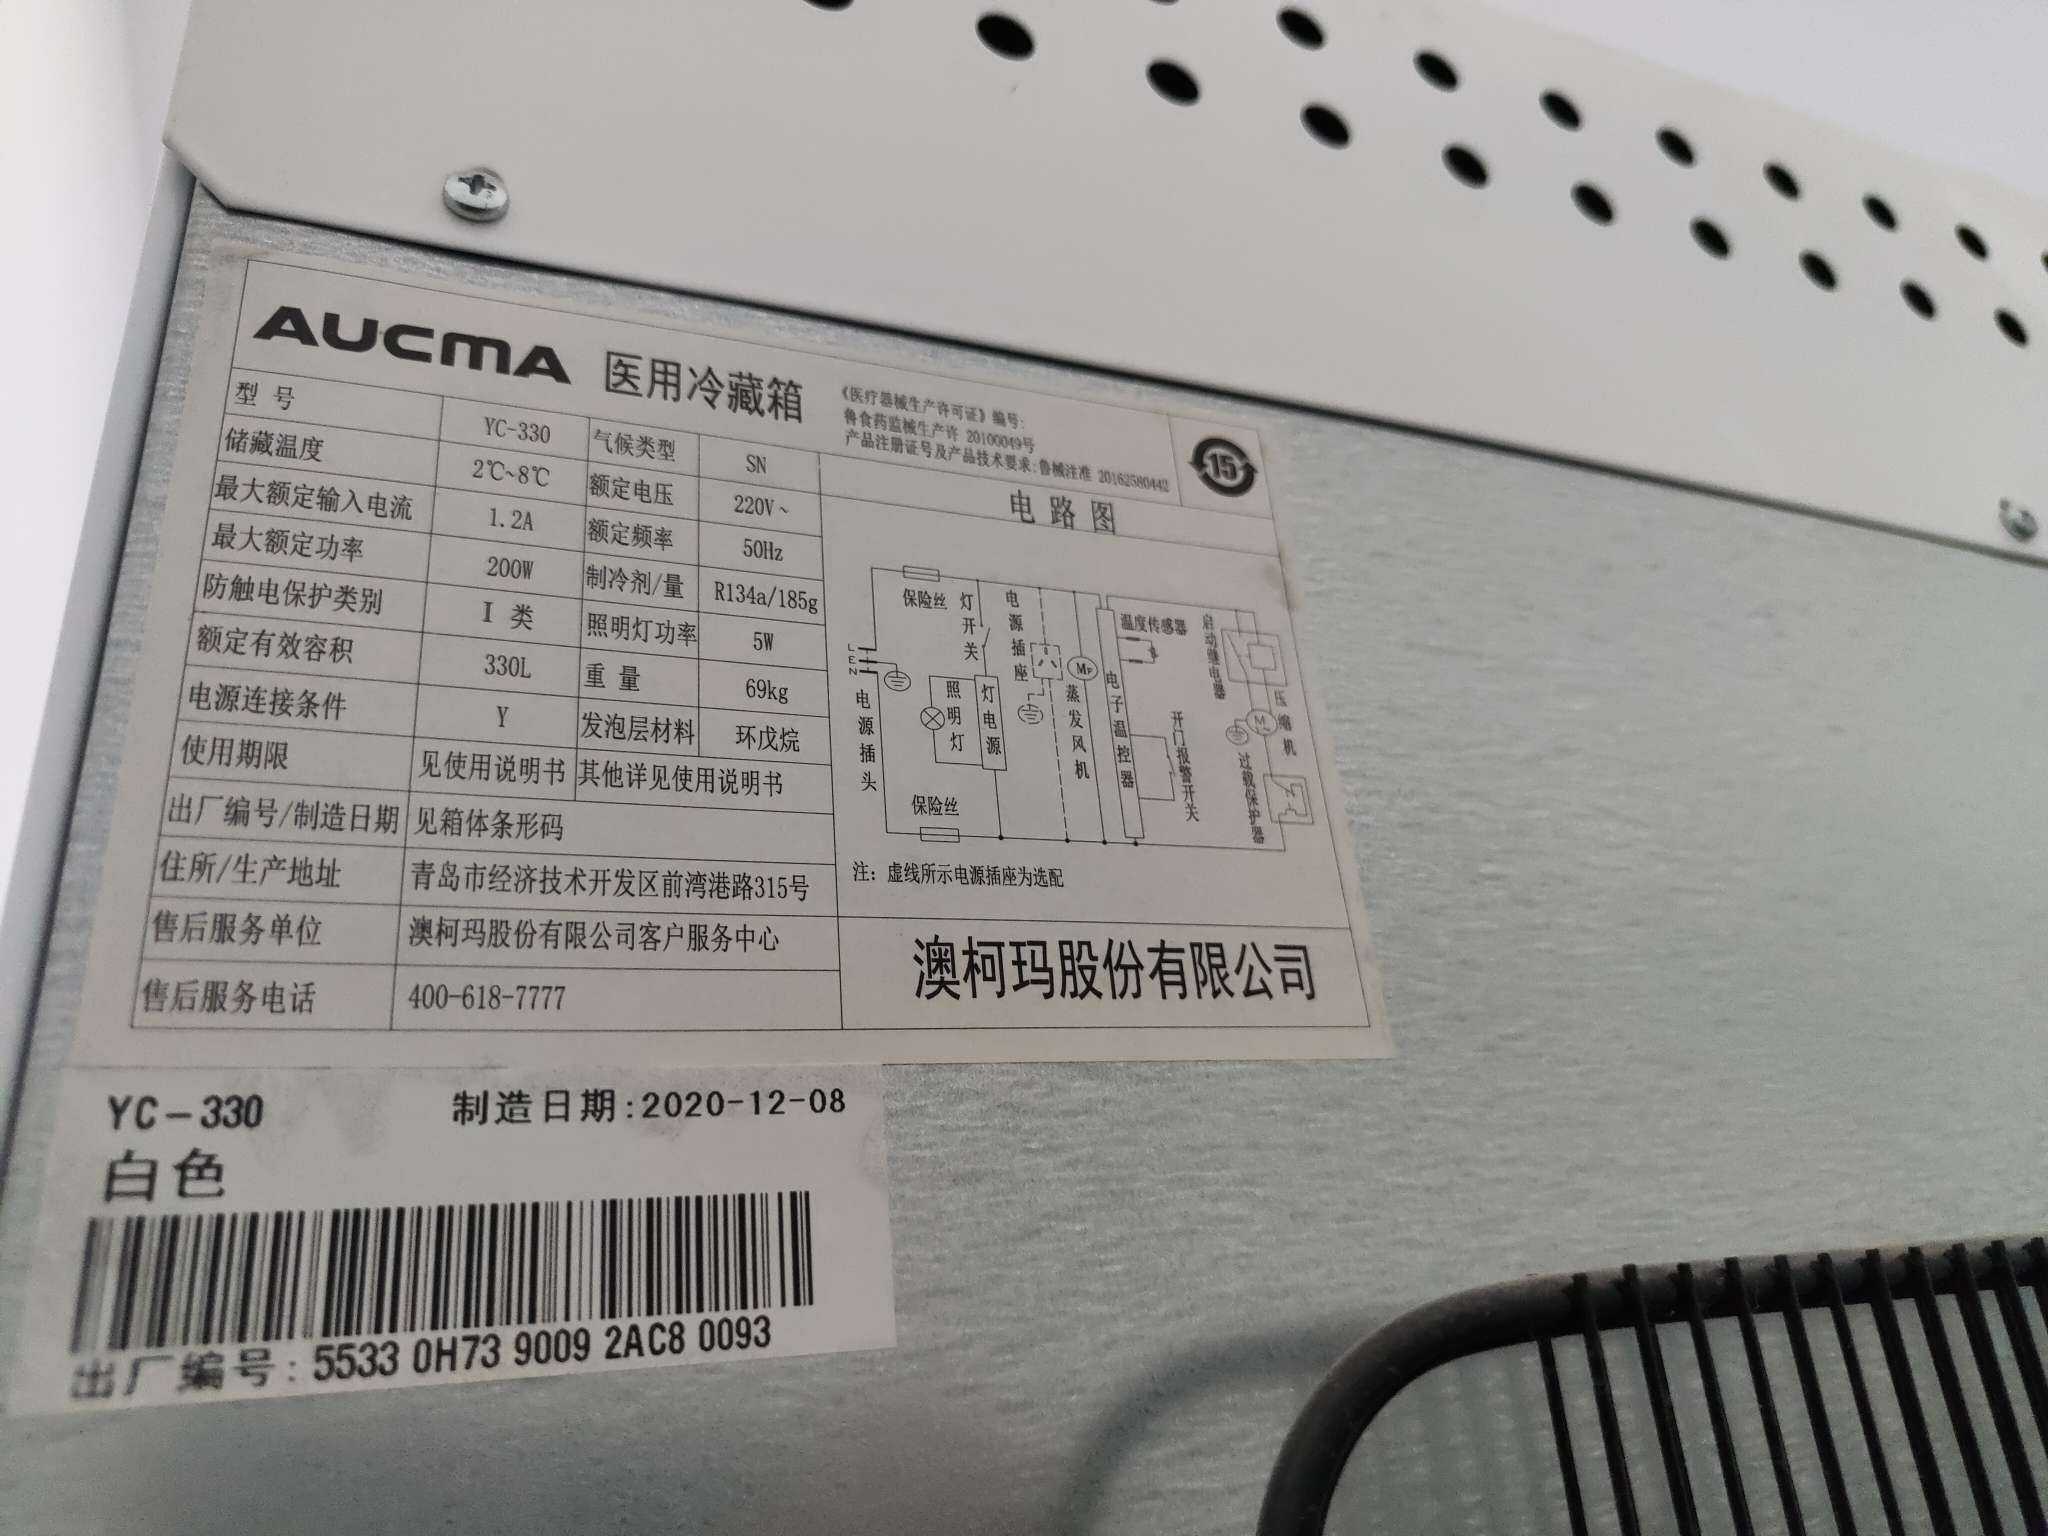 AUCMA 医用冷藏箱
《医疗器械生产许可证》编号:
鲁食药监械生产许 20100049号
产品注册证号及产品技术要求:鲁械注准 20162580442
15
型 号 YC-330 气候类型 SN
储藏温度 2℃~8℃ 额定电压 220V~
最大额定输入电流 1.2A 额定频率 50Hz
最大额定功率 200W 制冷剂/量 R134a/185g
防触电保护类别 I 类 照明灯功率 5W
额定有效容积 330L 重 量 69kg
电源连接条件 Y 发泡层材料 环戊烷
使用期限 见使用说明书 其他详见使用说明书
出厂编号/制造日期 见箱体条形码
住所/生产地址 青岛市经济技术开发区前湾港路315号
售后服务单位 澳柯玛股份有限公司客户服务中心
售后服务电话 400-618-7777
电 路 图
保险丝
灯开关
电源插座
温度传感器
启动继电器
L
E
N
电源插头
照明灯
灯电源
MF
蒸发风机
电子温控器
开门报警开关
M
压缩机
过载保护器
保险丝
注: 虚线所示电源插座为选配
澳柯玛股份有限公司
YC-330 制造日期:2020-12-08
白色
出厂编号: 5533 0H73 9009 2AC8 0093